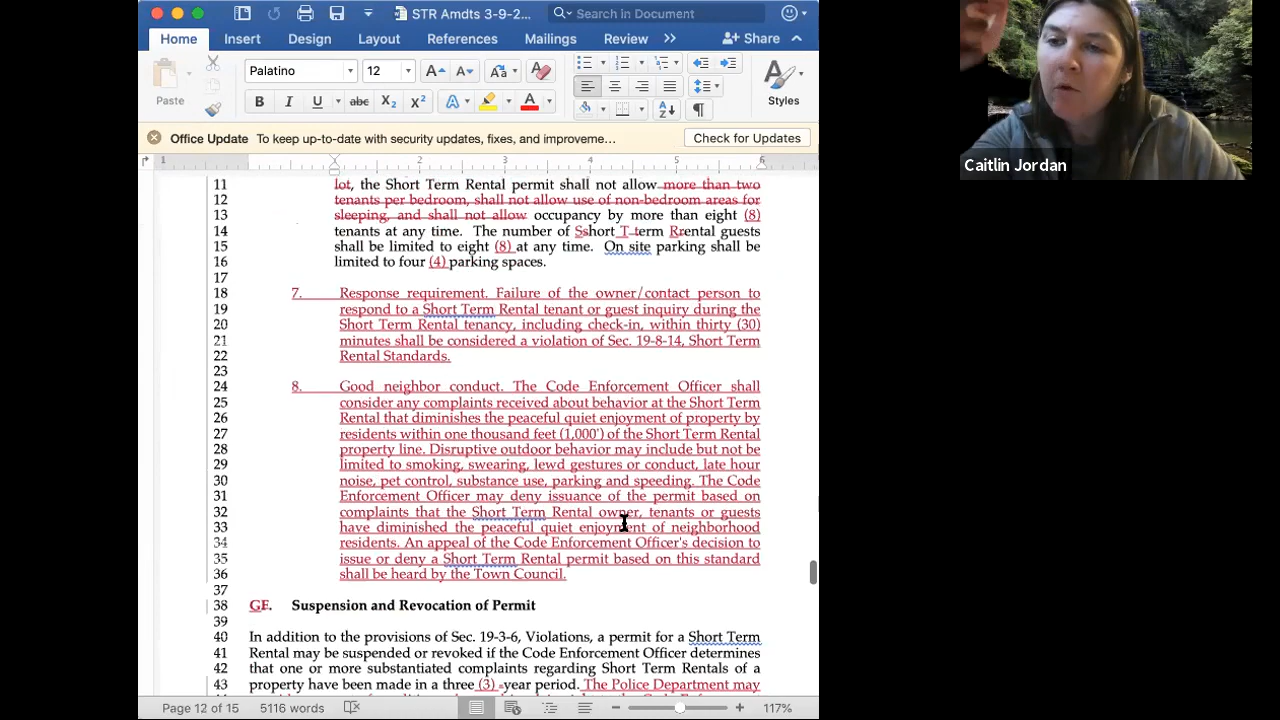 STR Amdts 3-9-2...
Search in Document
Home Insert Design Layout References Mailings Review >> Share
Paste
Palatino 12
Styles
Office Update To keep up-to-date with security updates, fixes, and improveme... Check for Updates
1 2 3 4 5 6
11 lot, the Short Term Rental permit shall not allow more than two
12 tenants per bedroom, shall not allow use of non-bedroom areas for
13 sleeping, and shall not allow occupancy by more than eight (8)
14 tenants at any time. The number of Sshort T term Rrental guests
15 shall be limited to eight (8) at any time. On site parking shall be
16 limited to four (4) parking spaces.
17
18 7. Response requirement. Failure of the owner/contact person to
19 respond to a Short Term Rental tenant or guest inquiry during the
20 Short Term Rental tenancy, including check-in, within thirty (30)
21 minutes shall be considered a violation of Sec. 19-8-14, Short Term
22 Rental Standards.
23
24 8. Good neighbor conduct. The Code Enforcement Officer shall
25 consider any complaints received about behavior at the Short Term
26 Rental that diminishes the peaceful quiet enjoyment of property by
27 residents within one thousand feet (1,000') of the Short Term Rental
28 property line. Disruptive outdoor behavior may include but not be
29 limited to smoking, swearing, lewd gestures or conduct, late hour
30 noise, pet control, substance use, parking and speeding. The Code
31 Enforcement Officer may deny issuance of the permit based on
32 complaints that the Short Term Rental owner, tenants or guests
33 have diminished the peaceful quiet enjoyment of neighborhood
34 residents. An appeal of the Code Enforcement Officer's decision to
35 issue or deny a Short Term Rental permit based on this standard
36 shall be heard by the Town Council.
37
38 GF. Suspension and Revocation of Permit
39
40 In addition to the provisions of Sec. 19-3-6, Violations, a permit for a Short Term
41 Rental may be suspended or revoked if the Code Enforcement Officer determines
42 that one or more substantiated complaints regarding Short Term Rentals of a
43 property have been made in a three (3) -year period. The Police Department may
Page 12 of 15 5116 words 117%
Caitlin Jordan